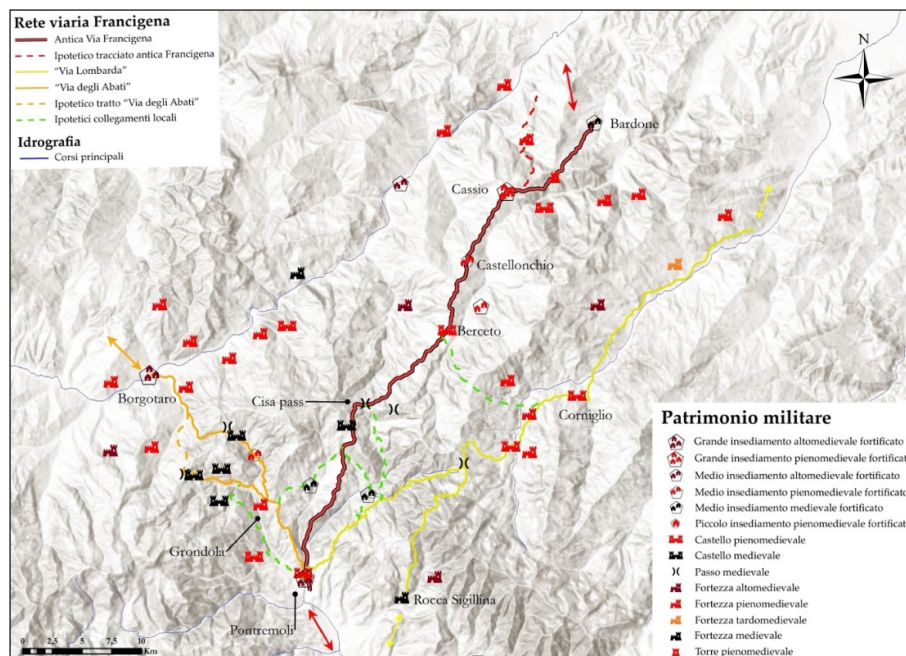 Rete viaria Francigena
Antica Via Francigena
Ipotetico tracciato antica Francigena
"Via Lombarda"
"Via degli Abati"
Ipotetico tratto "Via degli Abati"
Ipotetici collegamenti locali
Idrografia
Corsi principali
N
Bardone
Cassio
Castellonchio
Berceto
Borgotaro
Cisa pass
Corniglio
Grondola
Rocca Sigillina
Pontremoli
Patrimonio militare
Grande insediamento altomedievale fortificato
Grande insediamento pienomedievale fortificat
Medio insediamento altomedievale fortificato
Medio insediamento pienomedievale fortificato
Medio insediamento medievale fortificato
Piccolo insediamento pienomedievale fortificato
Castello pienomedievale
Castello medievale
Passo medievale
Fortezza altomedievale
Fortezza pienomedievale
Fortezza tardomedievale
Fortezza medievale
Torre pienomedievale
0 2,5 5 7,5 10
Km